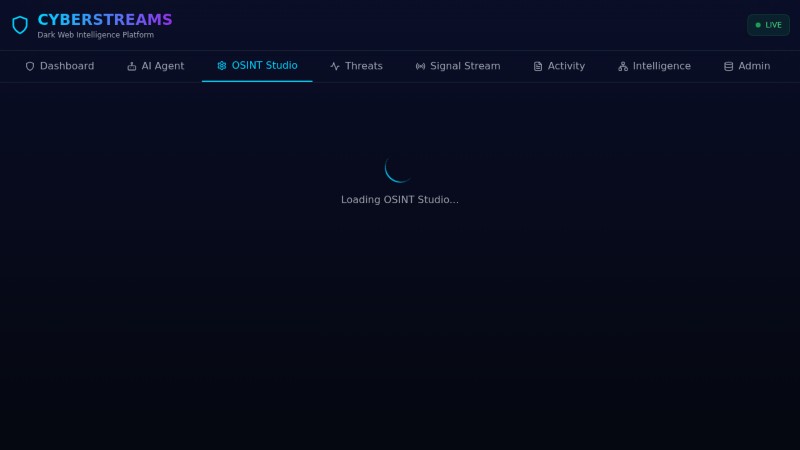 CYBERSTREAMS
Dark Web Intelligence Platform
LIVE
Dashboard
AI Agent
OSINT Studio
Threats
Signal Stream
Activity
Intelligence
Admin
Loading OSINT Studio...